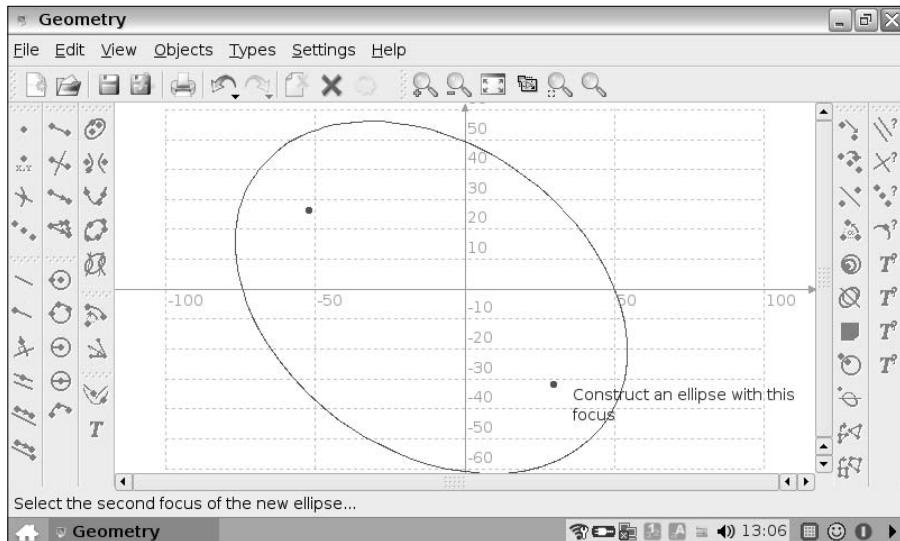 Geometry
File Edit View Objects Types Settings Help
50
40
30
20
10
-100 -50 50 100
-10
-20
-30
-40
-50
-60
Construct an ellipse with this
focus
X,Y
T
T?
T?
T?
T?
Select the second focus of the new ellipse...
Geometry
1 A 13:06